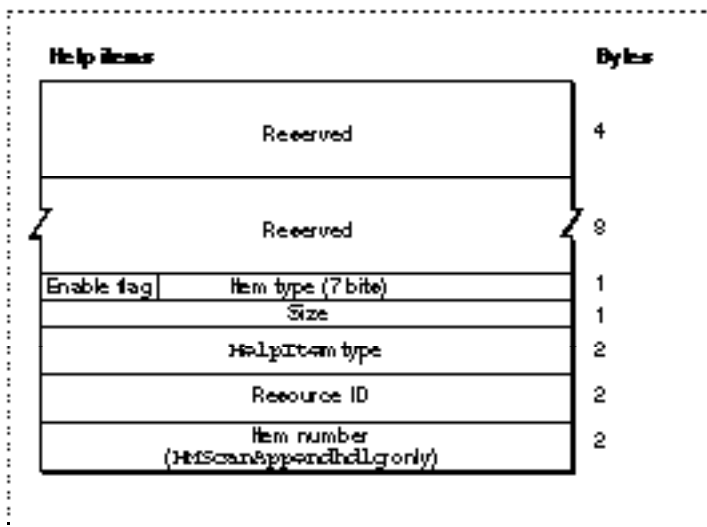 Help items Bytes
Reserved 4
Reserved 8
Enable flag Item type (7 bits) 1
Size 1
HelpItem type 2
Resource ID 2
Item number 2
(HMScanAppendhdlg only)